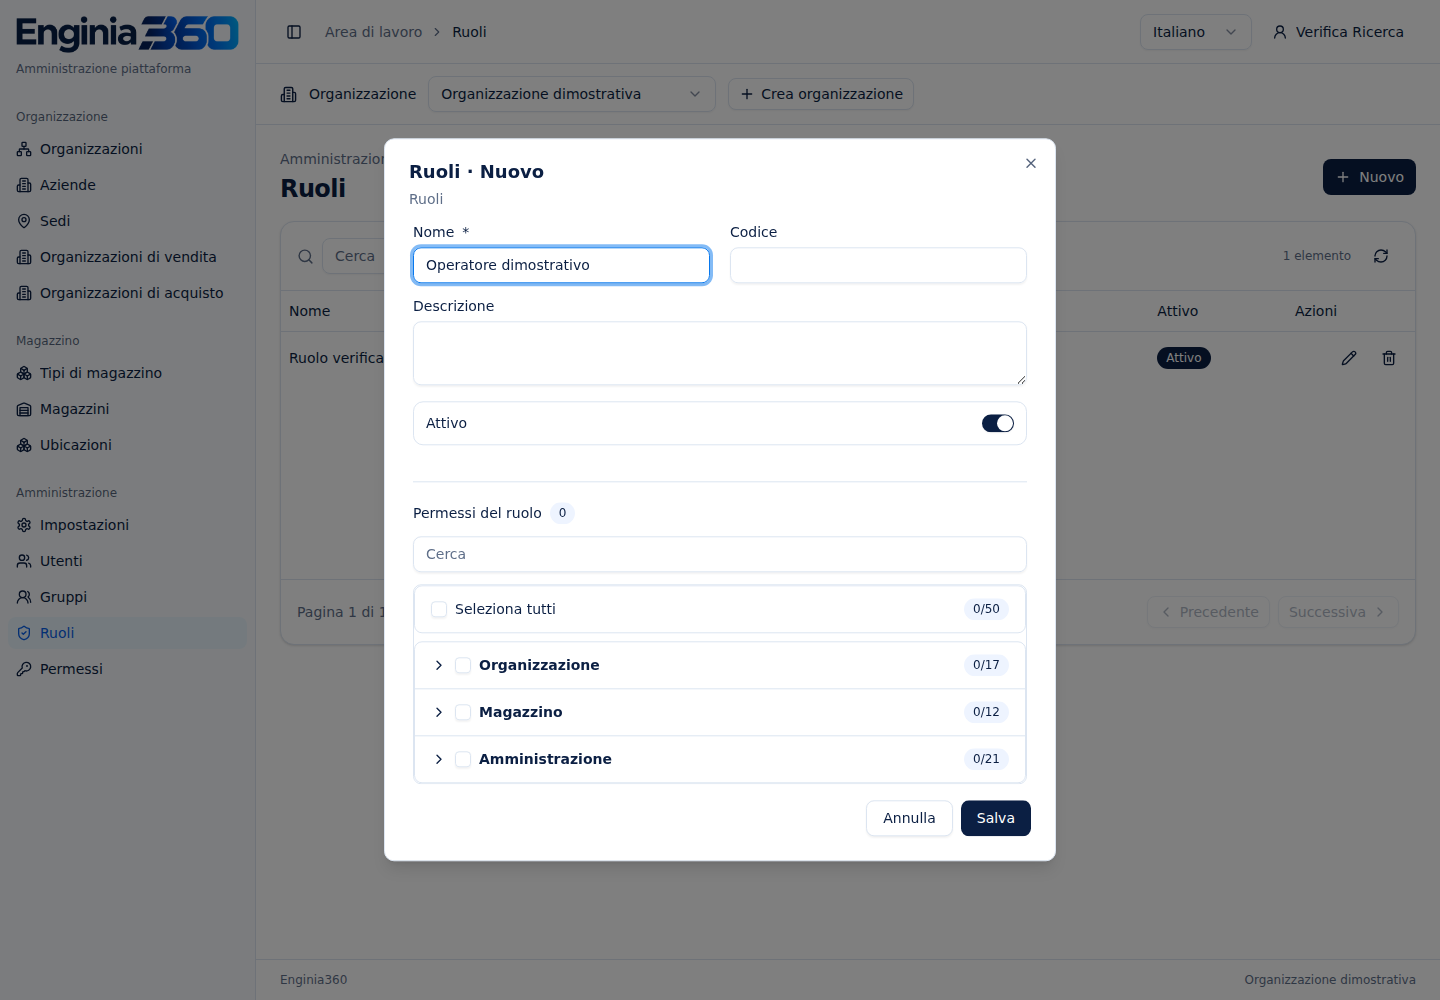 Enginia360
Amministrazione piattaforma
Organizzazione
Organizzazioni
Aziende
Sedi
Organizzazioni di vendita
Organizzazioni di acquisto
Magazzino
Tipi di magazzino
Magazzini
Ubicazioni
Amministrazione
Impostazioni
Utenti
Gruppi
Ruoli
Permessi
Area di lavoro > Ruoli
Italiano
Verifica Ricerca
Organizzazione
Organizzazione dimostrativa
+ Crea organizzazione
Ruoli
+ Nuovo
Cerca
1 elemento
Nome
Attivo
Azioni
Ruolo verifica
Attivo
Pagina 1 di 1
Precedente
Successiva
Ruoli · Nuovo
Ruoli
Nome *
Codice
Operatore dimostrativo
Descrizione
Attivo
Permessi del ruolo 0
Cerca
Seleziona tutti 0/50
Organizzazione 0/17
Magazzino 0/12
Amministrazione 0/21
Annulla
Salva
Enginia360
Organizzazione dimostrativa